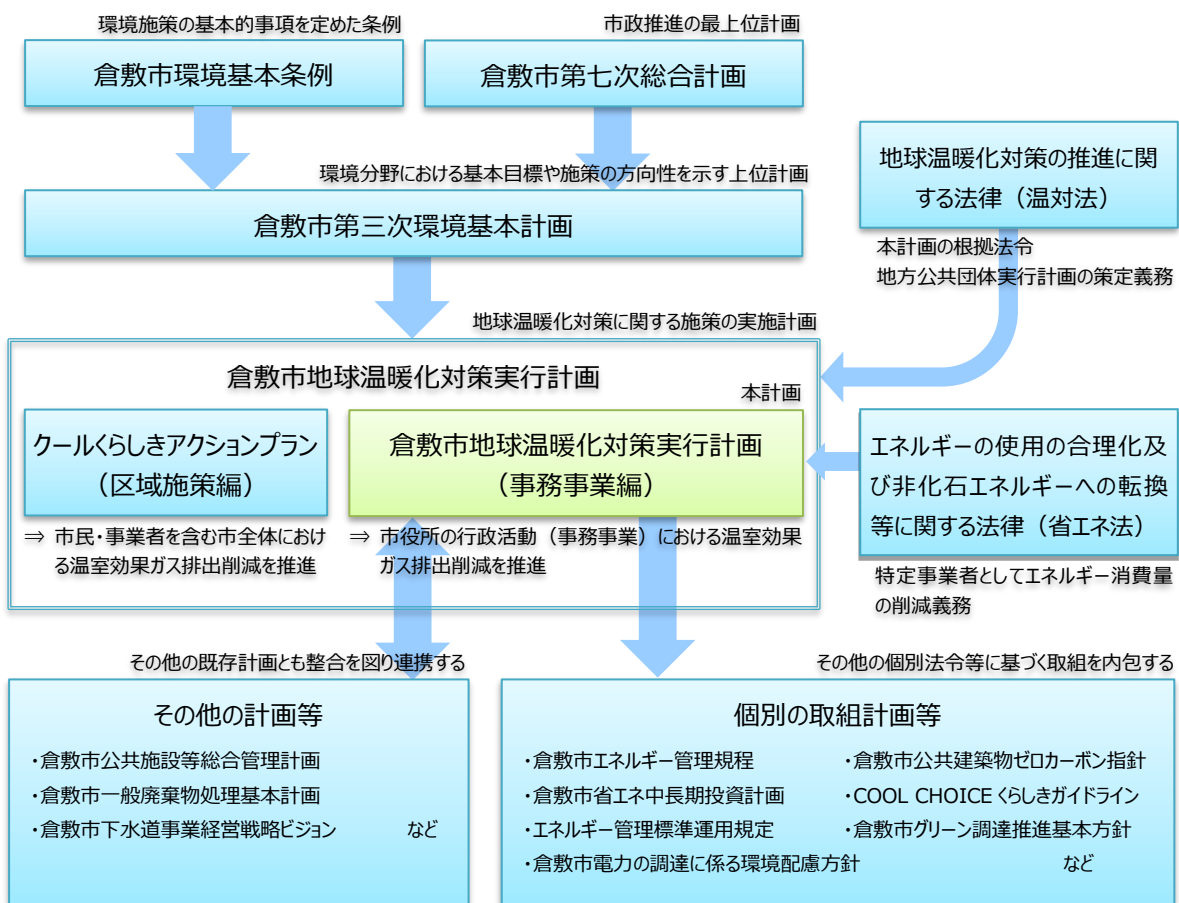 環境施策の基本的事項を定めた条例
倉敷市環境基本条例
市政推進の最上位計画
倉敷市第七次総合計画
環境分野における基本目標や施策の方向性を示す上位計画
倉敷市第三次環境基本計画
地球温暖化対策の推進に関
する法律（温対法）
本計画の根拠法令
地方公共団体実行計画の策定義務
地球温暖化対策に関する施策の実施計画
倉敷市地球温暖化対策実行計画
本計画
クールくらしきアクションプラン
（区域施策編）
⇒ 市民・事業者を含む市全体におけ
る温室効果ガス排出削減を推進
倉敷市地球温暖化対策実行計画
（事務事業編）
⇒ 市役所の行政活動（事務事業）における温室効果
ガス排出削減を推進
エネルギーの使用の合理化及
び非化石エネルギーへの転換
等に関する法律（省エネ法）
特定事業者としてエネルギー消費量
の削減義務
その他の既存計画とも整合を図り連携する
その他の計画等
・倉敷市公共施設等総合管理計画
・倉敷市一般廃棄物処理基本計画
・倉敷市下水道事業経営戦略ビジョン など
その他の個別法令等に基づく取組を内包する
個別の取組計画等
・倉敷市エネルギー管理規程 ・倉敷市公共建築物ゼロカーボン指針
・倉敷市省エネ中長期投資計画 ・COOL CHOICE くらしきガイドライン
・エネルギー管理標準運用規定 ・倉敷市グリーン調達推進基本方針
・倉敷市電力の調達に係る環境配慮方針 など